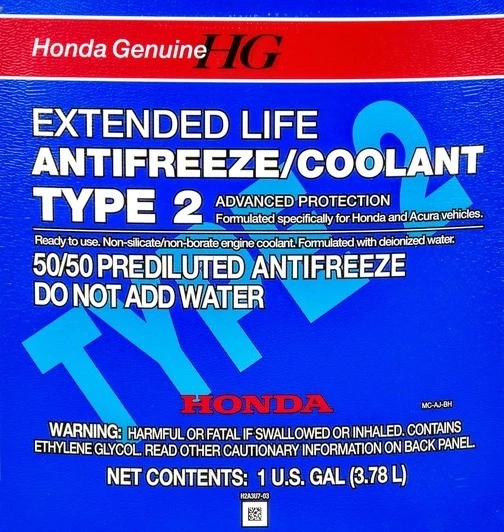 Honda Genuine HG
EXTENDED LIFE
ANTIFREEZE/COOLANT
TYPE 2
ADVANCED PROTECTION
Formulated specifically for Honda and Acura vehicles.
Ready to use. Non-silicate/non-borate engine coolant. Formulated with deionized water.
50/50 PREDILUTED ANTIFREEZE
DO NOT ADD WATER
TYPE 2
HONDA
MC-AJ-BH
WARNING: HARMFUL OR FATAL IF SWALLOWED OR INHALED. CONTAINS
ETHYLENE GLYCOL. READ OTHER CAUTIONARY INFORMATION ON BACK PANEL.
NET CONTENTS: 1 U.S. GAL (3.78 L)
H2A3U7-03